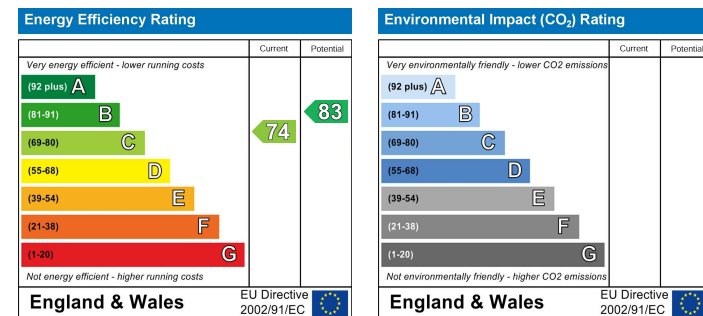 Energy Efficiency Rating
Current Potential
Very energy efficient - lower running costs
(92 plus) A
(81-91) B
83
(69-80) C
74
(55-68) D
(39-54) E
(21-38) F
(1-20) G
Not energy efficient - higher running costs
England & Wales
EU Directive
2002/91/EC
Environmental Impact (CO₂) Rating
Current Potential
Very environmentally friendly - lower CO2 emissions
(92 plus) A
(81-91) B
(69-80) C
(55-68) D
(39-54) E
(21-38) F
(1-20) G
Not environmentally friendly - higher CO2 emissions
England & Wales
EU Directive
2002/91/EC